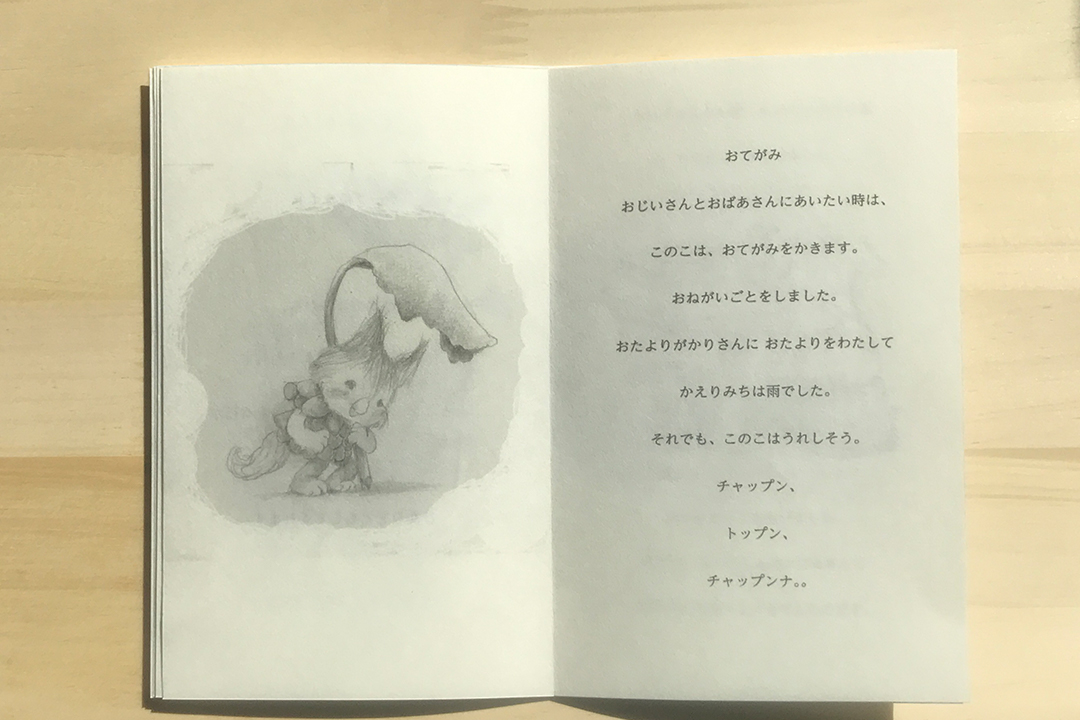 おてがみ
おじいさんとおばあさんにあいたい時は、
このこは、おてがみをかきます。
おねがいごとをしました。
おたよりがかりさんに おたよりをわたして
かえりみちは雨でした。
それでも、このこはうれしそう。
チャップン、
トップン、
チャップンナ。。